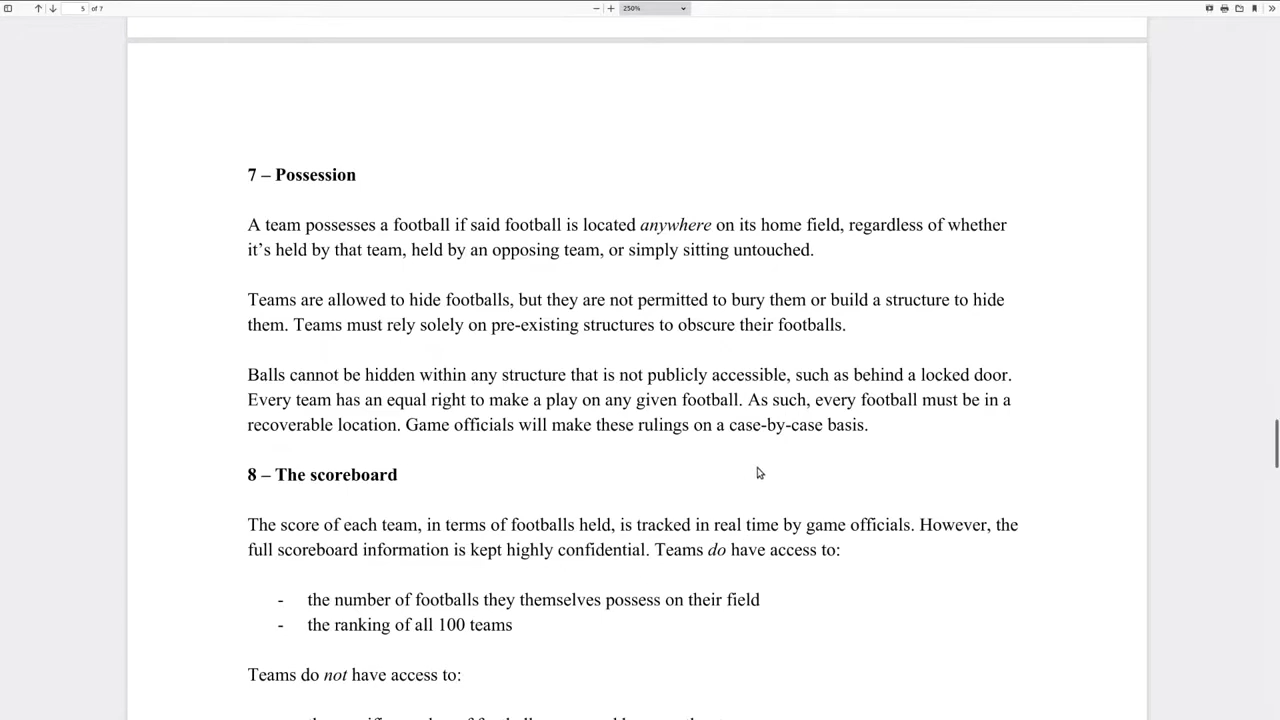 5 of 7
250%
7 – Possession
A team possesses a football if said football is located anywhere on its home field, regardless of whether
it’s held by that team, held by an opposing team, or simply sitting untouched.
Teams are allowed to hide footballs, but they are not permitted to bury them or build a structure to hide
them. Teams must rely solely on pre-existing structures to obscure their footballs.
Balls cannot be hidden within any structure that is not publicly accessible, such as behind a locked door.
Every team has an equal right to make a play on any given football. As such, every football must be in a
recoverable location. Game officials will make these rulings on a case-by-case basis.
8 – The scoreboard
The score of each team, in terms of footballs held, is tracked in real time by game officials. However, the
full scoreboard information is kept highly confidential. Teams do have access to:
- the number of footballs they themselves possess on their field
- the ranking of all 100 teams
Teams do not have access to: